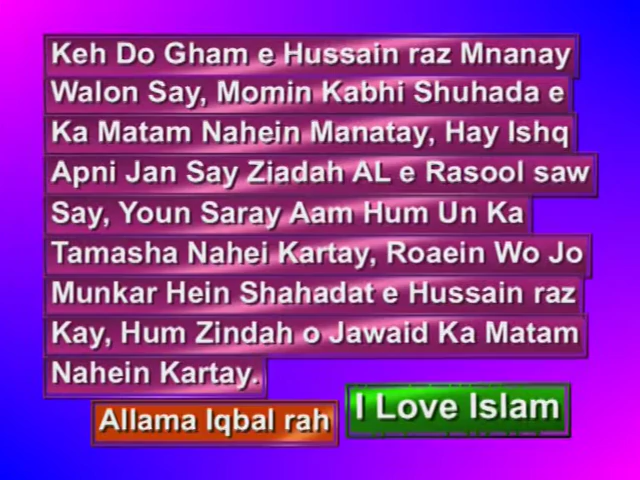 Keh Do Gham e Hussain raz Mnanay
Walon Say, Momin Kabhi Shuhada e
Ka Matam Nahein Manatay, Hay Ishq
Apni Jan Say Ziadah AL e Rasool saw
Say, Youn Saray Aam Hum Un Ka
Tamasha Nahei Kartay, Roaein Wo Jo
Munkar Hein Shahadat e Hussain raz
Kay, Hum Zindah o Jawaid Ka Matam
Nahein Kartay.
Allama Iqbal rah
I Love Islam